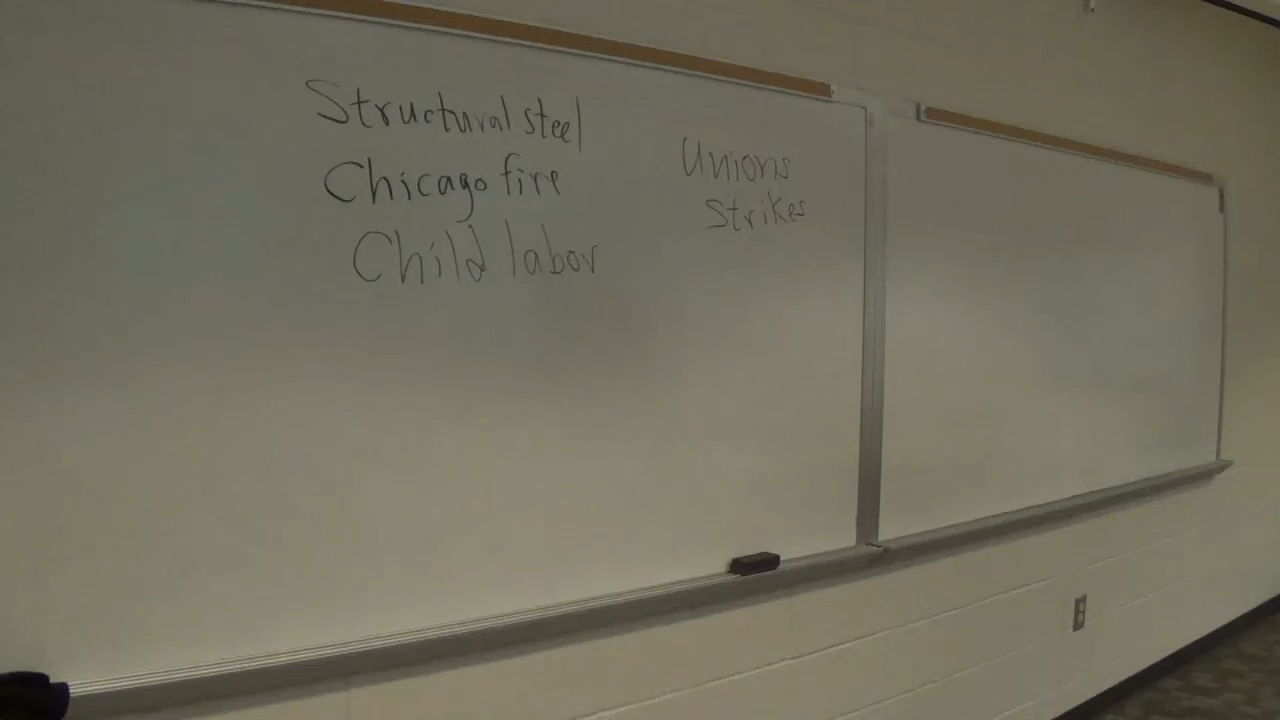 Structural steel
Chicago fire
Child labor
Unions
Strikes